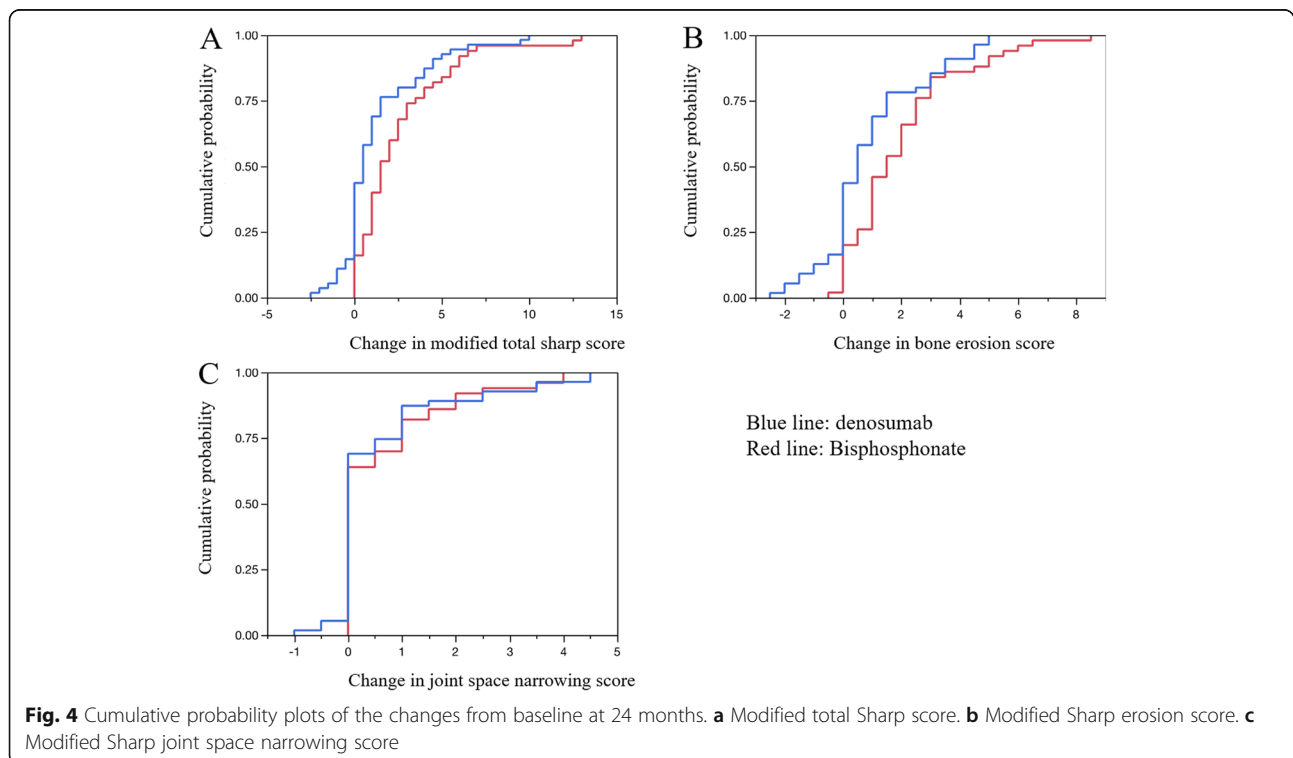 A
Cumulative probability
1.00
0.75
0.50
0.25
0.00
-5
0
5
10
15
Change in modified total sharp score
B
Cumulative probability
1.00
0.75
0.50
0.25
0.00
-2
0
2
4
6
8
Change in bone erosion score
C
Cumulative probability
1.00
0.75
0.50
0.25
0.00
-1
0
1
2
3
4
5
Change in joint space narrowing score
Blue line: denosumab
Red line: Bisphosphonate
Fig. 4 Cumulative probability plots of the changes from baseline at 24 months. a Modified total Sharp score. b Modified Sharp erosion score. c
Modified Sharp joint space narrowing score